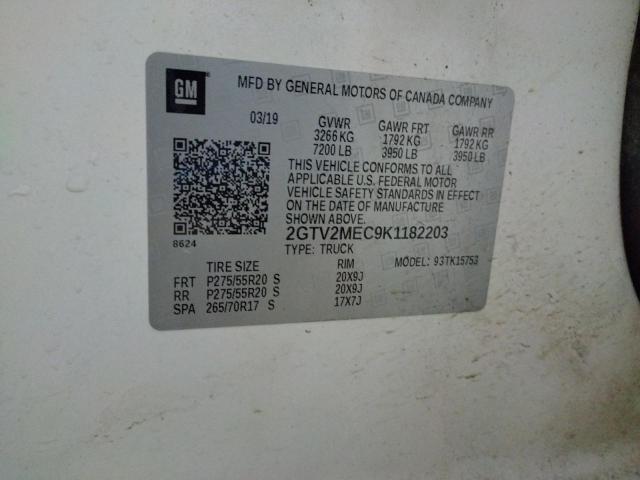 GM
MFD BY GENERAL MOTORS OF CANADA COMPANY
03/19 GVWR GAWR FRT GAWR RR
3266 KG 1792 KG 1792 KG
7200 LB 3950 LB 3950 LB
THIS VEHICLE CONFORMS TO ALL
APPLICABLE U.S. FEDERAL MOTOR
VEHICLE SAFETY STANDARDS IN EFFECT
ON THE DATE OF MANUFACTURE
SHOWN ABOVE.
8624
2GTV2MEC9K1182203
TYPE: TRUCK MODEL: 93TK15753
TIRE SIZE RIM
FRT P275/55R20 S 20X9J
RR P275/55R20 S 20X9J
SPA 265/70R17 S 17X7J